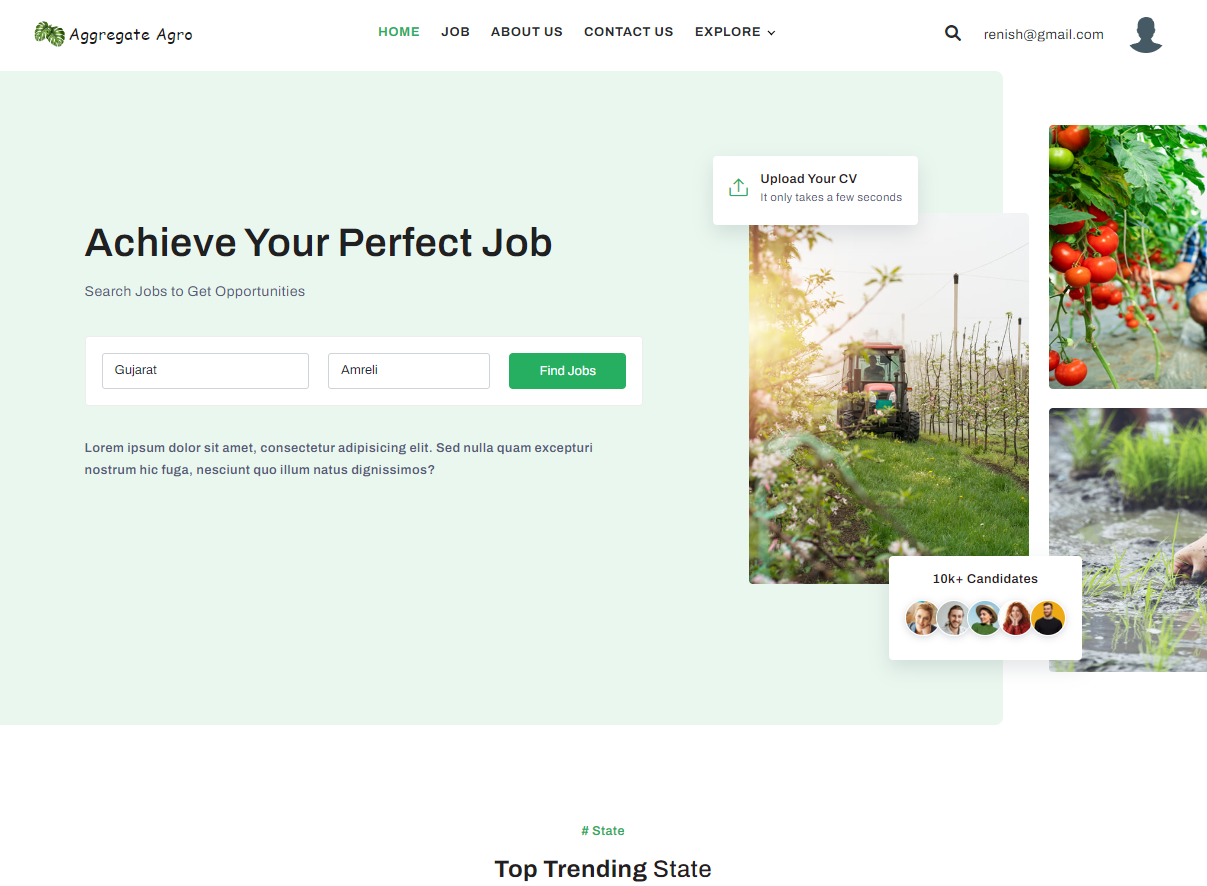 Aggregate Agro
HOME
JOB
ABOUT US
CONTACT US
EXPLORE
renish@gmail.com
Upload Your CV
It only takes a few seconds
Achieve Your Perfect Job
Search Jobs to Get Opportunities
Gujarat
Amreli
Find Jobs
Lorem ipsum dolor sit amet, consectetur adipisicing elit. Sed nulla quam excepturi
nostrum hic fuga, nesciunt quo illum natus dignissimos?
10k+ Candidates
# State
Top Trending State